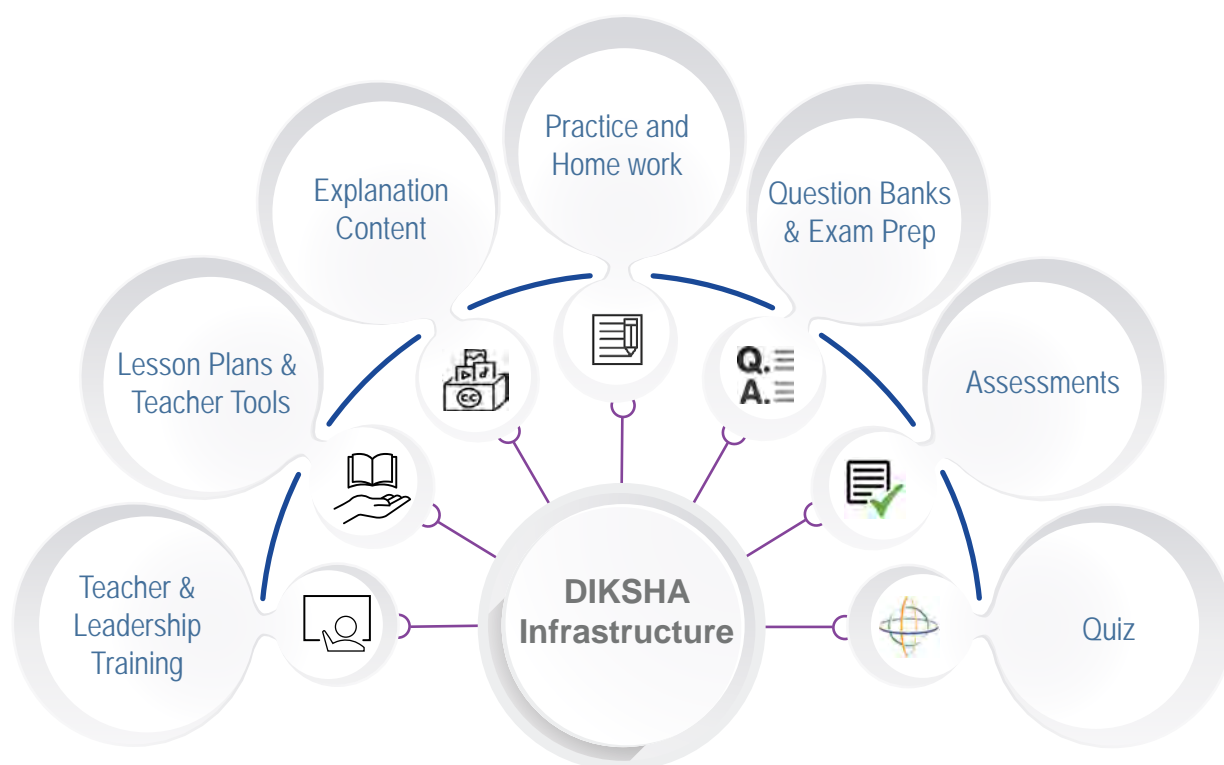 Practice and
Home work
Explanation
Content
Question Banks
& Exam Prep
Lesson Plans &
Teacher Tools
Q.
A.
cc
Assessments
Teacher &
Leadership
Training
DIKSHA
Infrastructure
Quiz